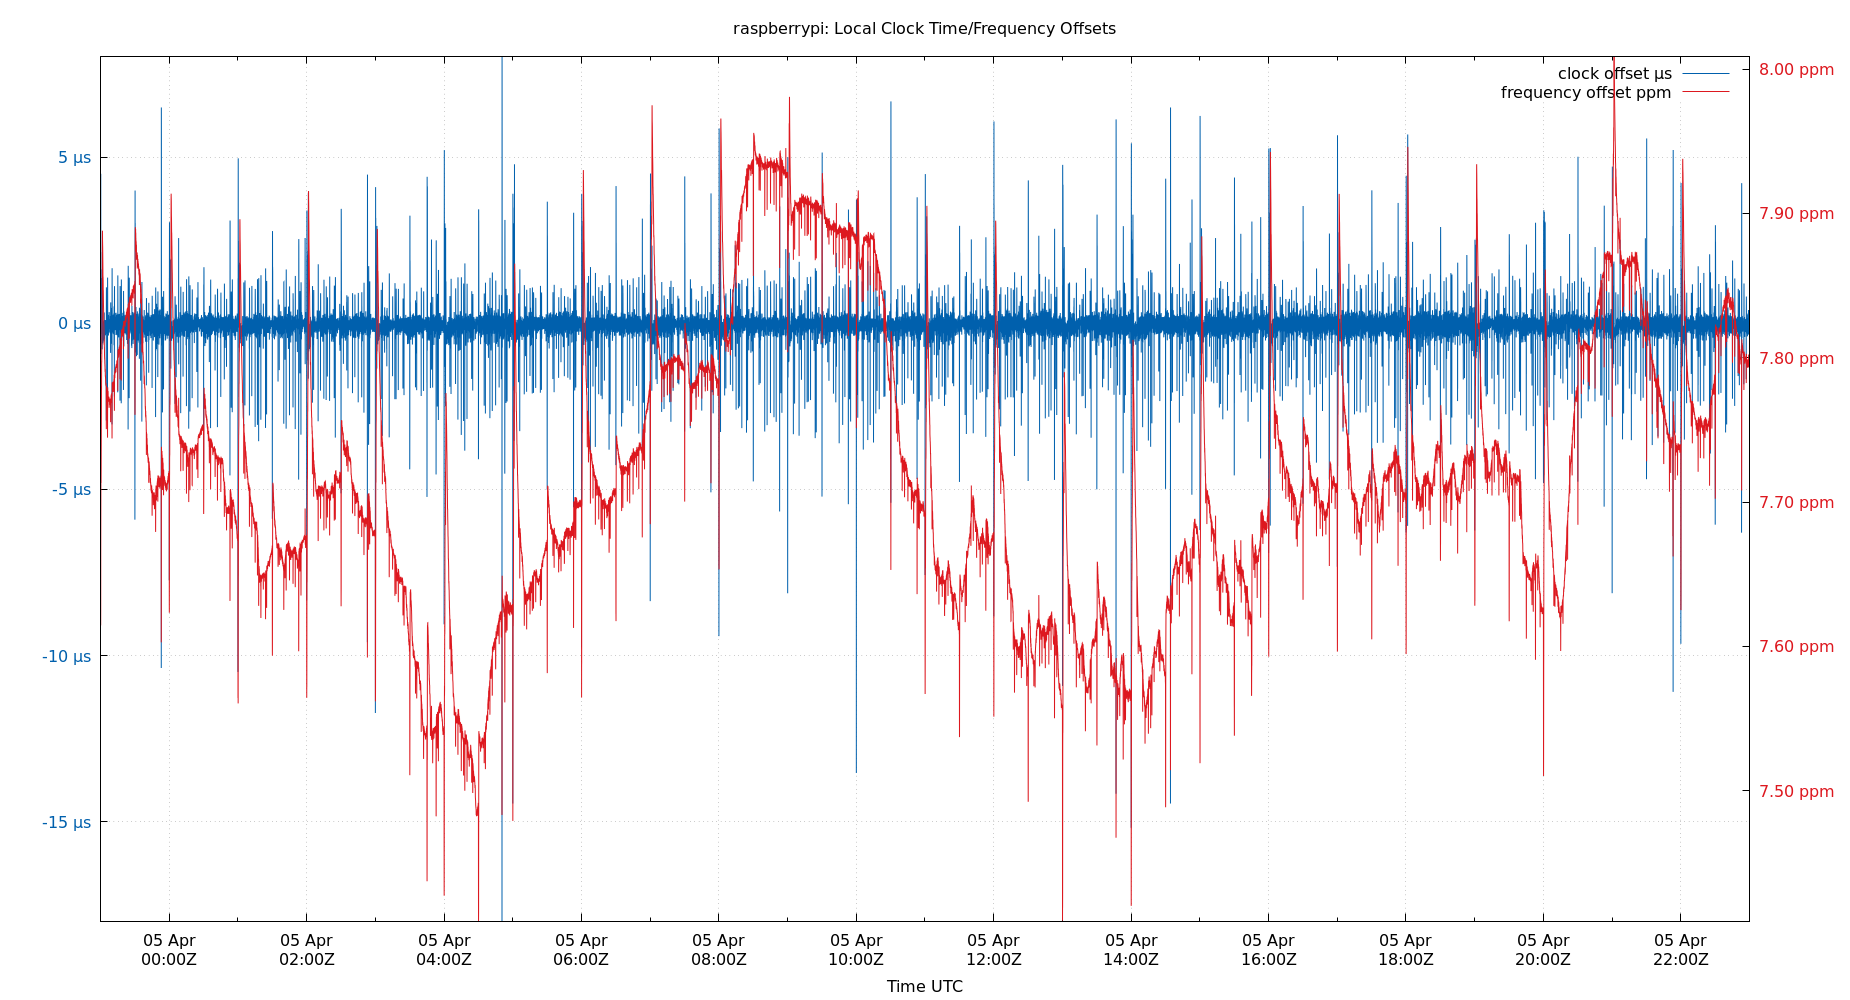 raspberrypi: Local Clock Time/Frequency Offsets
clock offset µs
frequency offset ppm
5 µs
0 µs
-5 µs
-10 µs
-15 µs
8.00 ppm
7.90 ppm
7.80 ppm
7.70 ppm
7.60 ppm
7.50 ppm
05 Apr
00:00Z
05 Apr
02:00Z
05 Apr
04:00Z
05 Apr
06:00Z
05 Apr
08:00Z
05 Apr
10:00Z
05 Apr
12:00Z
05 Apr
14:00Z
05 Apr
16:00Z
05 Apr
18:00Z
05 Apr
20:00Z
05 Apr
22:00Z
Time UTC